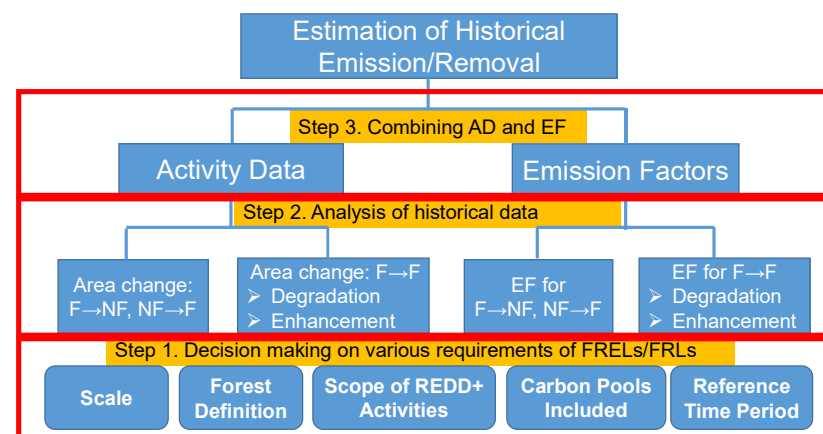 Estimation of Historical
Emission/Removal
Step 3. Combining AD and EF
Activity Data
Emission Factors
Step 2. Analysis of historical data
Area change:
F→NF, NF→F
Area change: F→F
➢ Degradation
➢ Enhancement
EF for
F→NF, NF→F
EF for F→F
➢ Degradation
➢ Enhancement
Step 1. Decision making on various requirements of FRELs/FRLs
Scale
Forest
Definition
Scope of REDD+
Activities
Carbon Pools
Included
Reference
Time Period